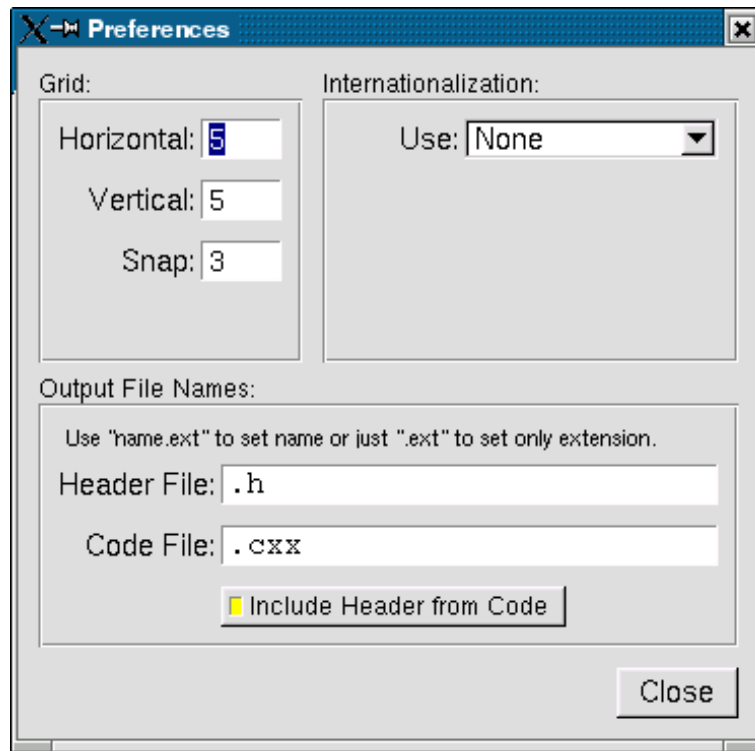 Preferences
Grid:
Horizontal: 5
Vertical: 5
Snap: 3
Internationalization:
Use: None
Output File Names:
Use "name.ext" to set name or just ".ext" to set only extension.
Header File: .h
Code File: .cxx
Include Header from Code
Close